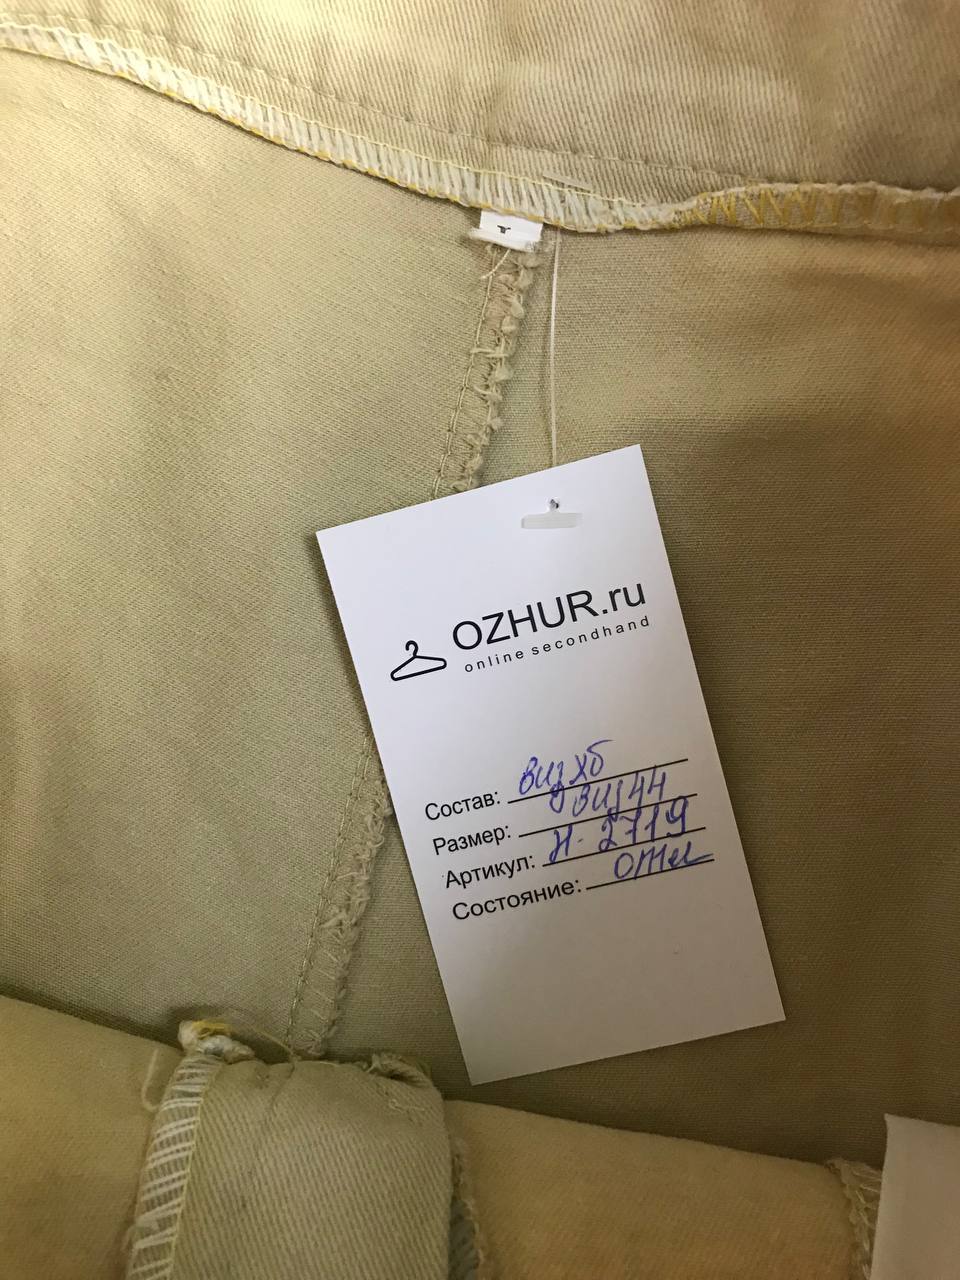 OZHUR.ru
online secondhand
Состав: виз хб
Размер: виз 44
Артикул: Н-2719
Состояние: отл